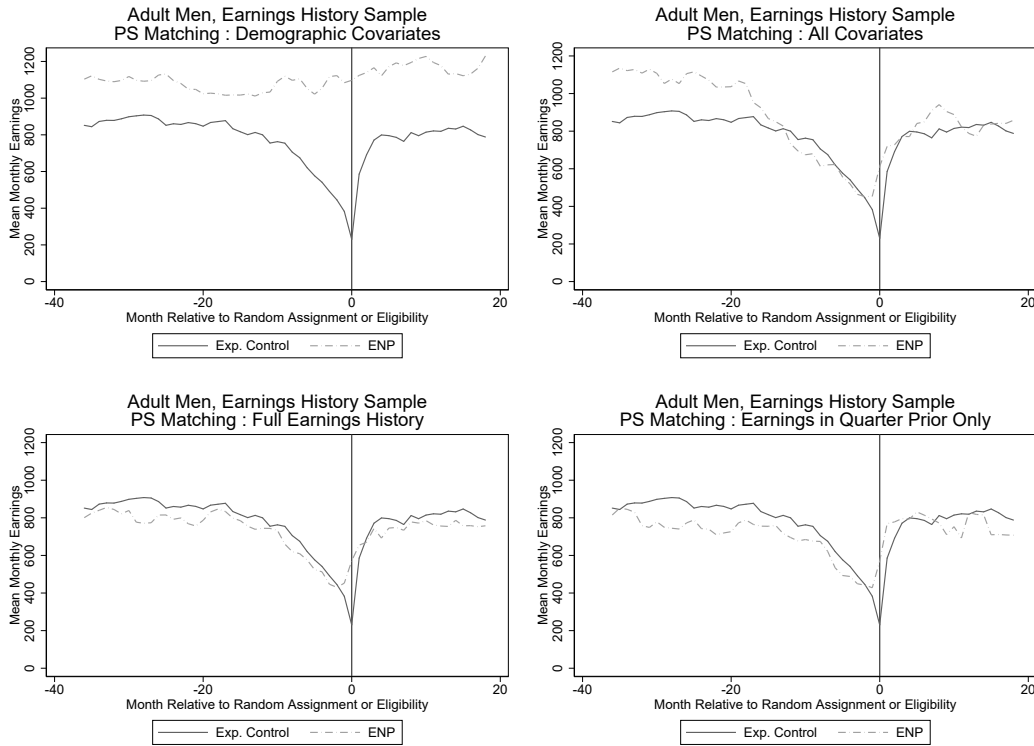 Adult Men, Earnings History Sample
PS Matching : Demographic Covariates
Mean Monthly Earnings
0 200 400 600 800 1000 1200
-40 -20 0 20
Month Relative to Random Assignment or Eligibility
Exp. Control ENP
Adult Men, Earnings History Sample
PS Matching : All Covariates
Mean Monthly Earnings
0 200 400 600 800 1000 1200
-40 -20 0 20
Month Relative to Random Assignment or Eligibility
Exp. Control ENP
Adult Men, Earnings History Sample
PS Matching : Full Earnings History
Mean Monthly Earnings
0 200 400 600 800 1000 1200
-40 -20 0 20
Month Relative to Random Assignment or Eligibility
Exp. Control ENP
Adult Men, Earnings History Sample
PS Matching : Earnings in Quarter Prior Only
Mean Monthly Earnings
0 200 400 600 800 1000 1200
-40 -20 0 20
Month Relative to Random Assignment or Eligibility
Exp. Control ENP